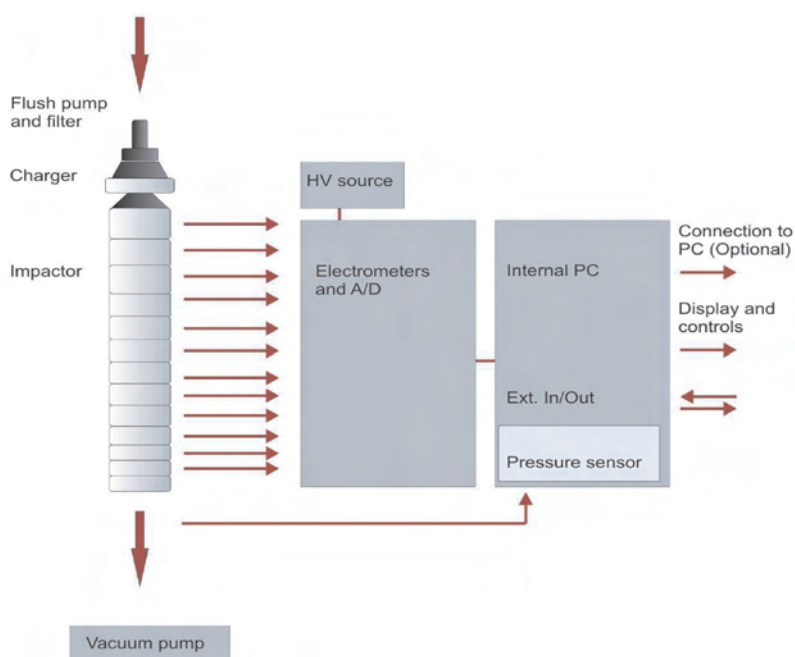 Flush pump
and filter
Charger
Impactor
HV source
Electrometers
and A/D
Internal PC
Ext. In/Out
Pressure sensor
Connection to
PC (Optional)
Display and
controls
Vacuum pump